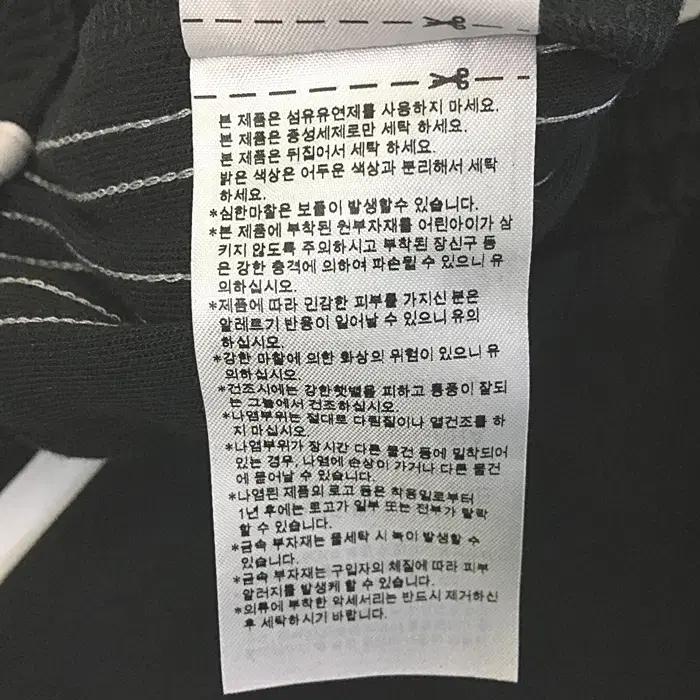 본 제품은 섬유유연제를 사용하지 마세요.
본 제품은 중성세제로만 세탁 하세요.
본 제품은 뒤집어서 세탁 하세요.
밝은 색상은 어두운 색상과 분리해서 세탁
하세요.
*심한마찰은 보풀이 발생할수 있습니다.
*본 제품에 부착된 원부자재를 어린아이가 삼
키지 않도록 주의하시고 부착된 장신구 등
은 강한 충격에 의하여 파손될 수 있으니 유
의하십시오.
*제품에 따라 민감한 피부를 가지신 분은
알레르기 반응이 일어날 수 있으니 유의
하십시오.
*강한 마찰에 의한 화상의 위험이 있으니 유
의하십시오.
*건조시에는 강한햇볕을 피하고 통풍이 잘되
는 그늘에서 건조하십시오.
*나염부위는 절대로 다림질이나 열건조를 하
지 마십시오.
*나염부위가 장시간 다른 물건 등에 밀착되어
있는 경우, 나염에 손상이 가거나 다른 물건
에 묻어날 수 있습니다.
*나염된 제품의 로고 등은 착용일로부터
1년 후에는 로고가 일부 또는 전부가 탈락
할 수 있습니다.
*금속 부자재는 물세탁 시 녹이 발생할 수
있습니다.
*금속 부자재는 구입자의 체질에 따라 피부
알러지를 발생케 할 수 있습니다.
*의류에 부착한 악세서리는 반드시 제거하신
후 세탁하시기 바랍니다.